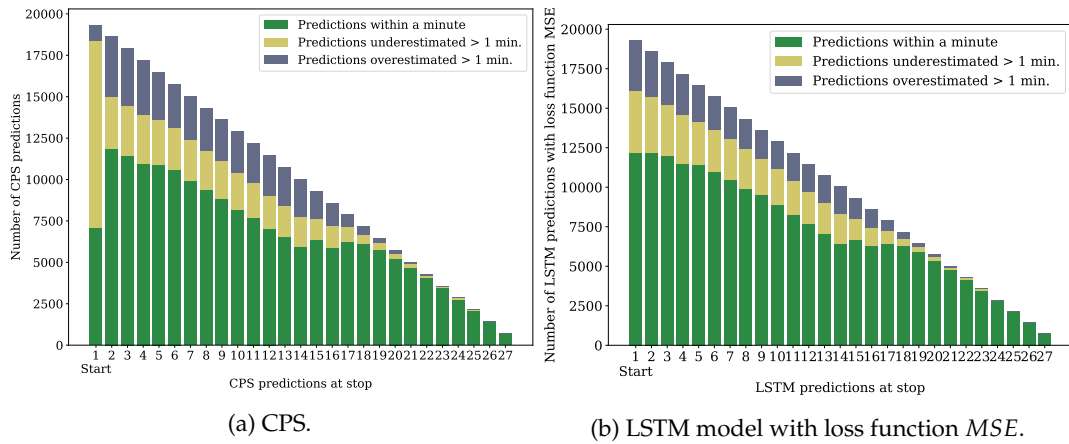 Number of CPS predictions
20000
17500
15000
12500
10000
7500
5000
2500
0
Predictions within a minute
Predictions underestimated > 1 min.
Predictions overestimated > 1 min.
1 2 3 4 5 6 7 8 9 10 11 12 13 14 15 16 17 18 19 20 21 22 23 24 25 26 27
Start
CPS predictions at stop
(a) CPS.
Number of LSTM predictions with loss function MSE
20000
17500
15000
12500
10000
7500
5000
2500
0
Predictions within a minute
Predictions underestimated > 1 min.
Predictions overestimated > 1 min.
1 2 3 4 5 6 7 8 9 10 11 12 13 14 15 16 17 18 19 20 21 22 23 24 25 26 27
Start
LSTM predictions at stop
(b) LSTM model with loss function MSE.